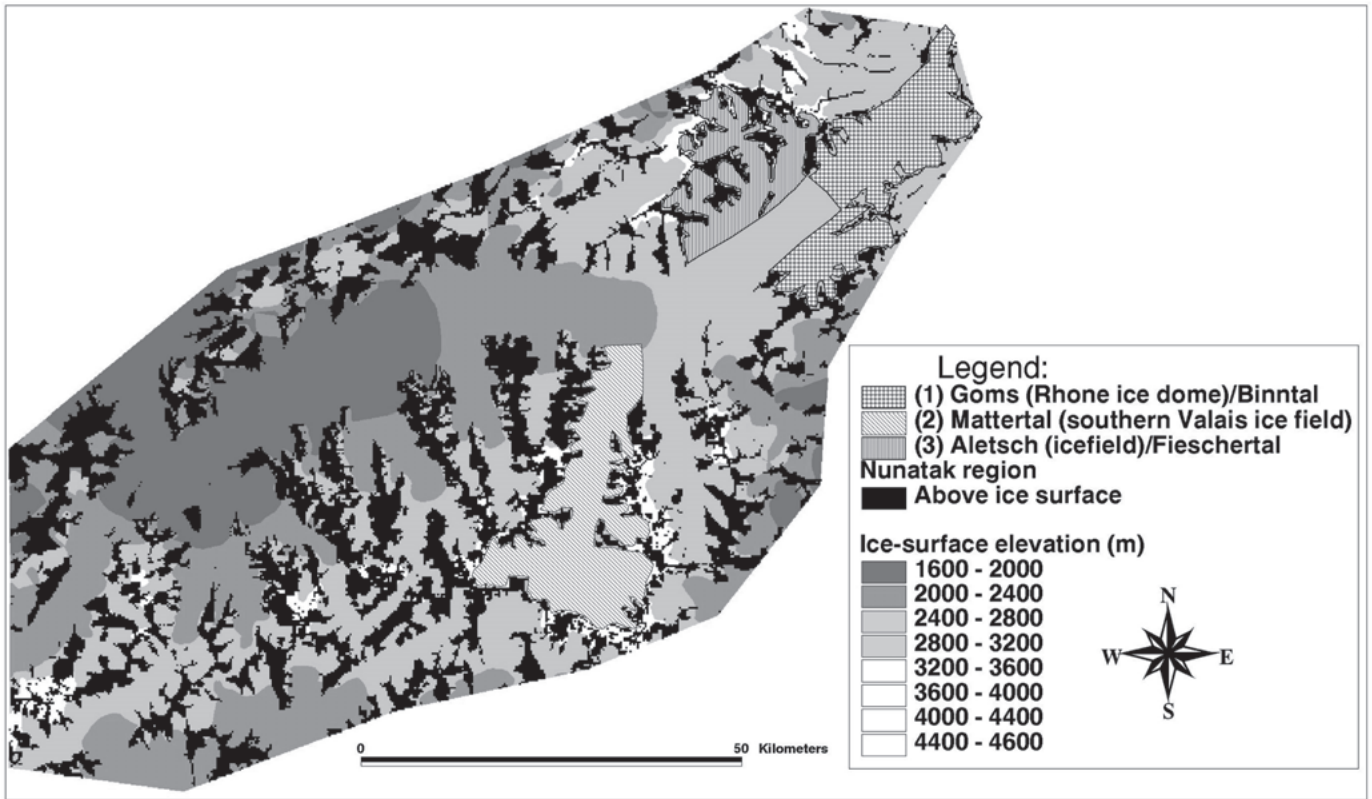 Legend:
(1) Goms (Rhone ice dome)/Binntal
(2) Mattertal (southern Valais ice field)
(3) Aletsch (icefield)/Fieschertal
Nunatak region
Above ice surface
Ice-surface elevation (m)
1600 - 2000
2000 - 2400
2400 - 2800
2800 - 3200
3200 - 3600
3600 - 4000
4000 - 4400
4400 - 4600
N
W E
S
0 50 Kilometers